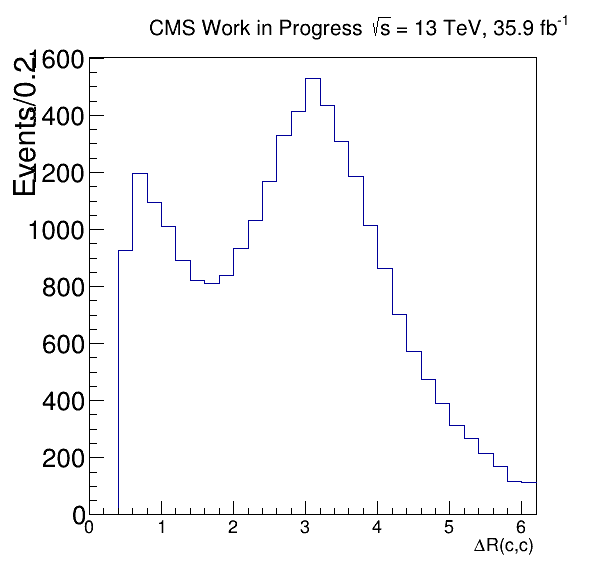 CMS Work in Progress √s = 13 TeV, 35.9 fb⁻¹
Events/0.2
1600
1400
1200
1000
800
600
400
200
0
0 1 2 3 4 5 6
ΔR(c,c)